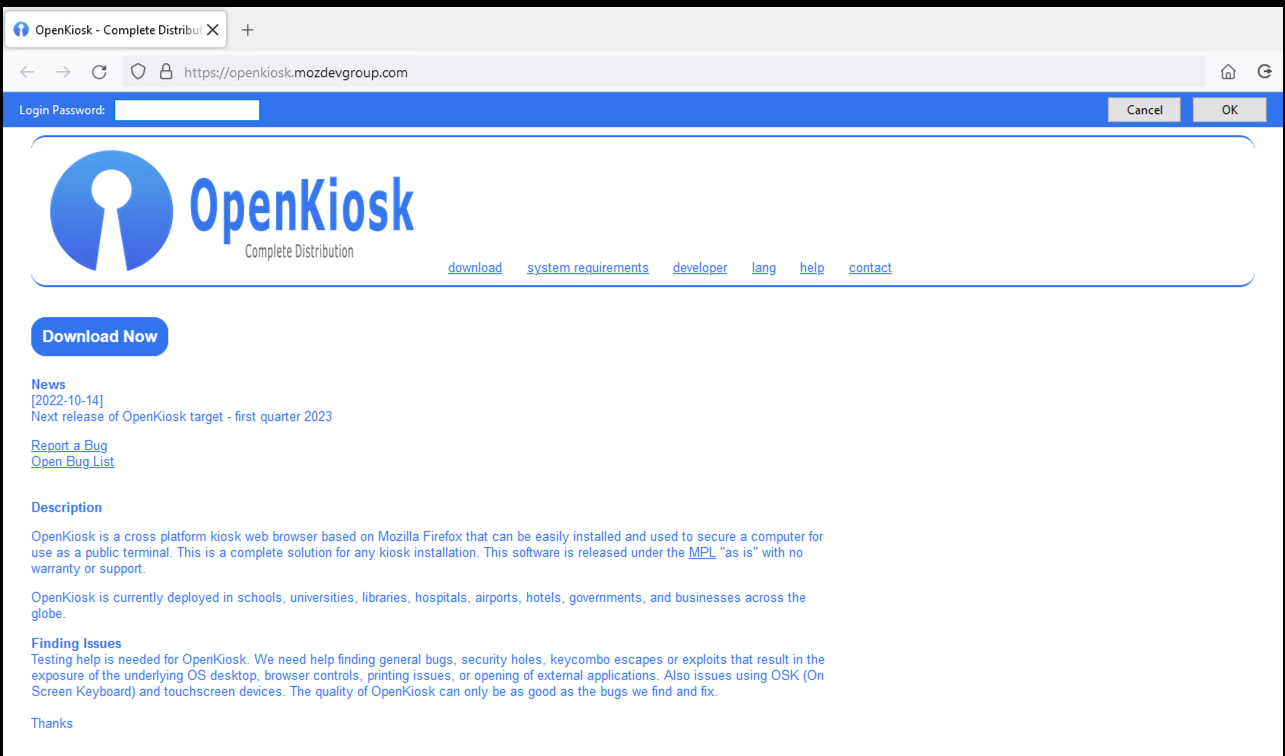 OpenKiosk - Complete Distribut
https://openkiosk.mozdevgroup.com
Login Password:
Cancel
OK
OpenKiosk
Complete Distribution
download system requirements developer lang help contact
Download Now
News
[2022-10-14]
Next release of OpenKiosk target - first quarter 2023
Report a Bug
Open Bug List
Description
OpenKiosk is a cross platform kiosk web browser based on Mozilla Firefox that can be easily installed and used to secure a computer for
use as a public terminal. This is a complete solution for any kiosk installation. This software is released under the MPL "as is" with no
warranty or support.
OpenKiosk is currently deployed in schools, universities, libraries, hospitals, airports, hotels, governments, and businesses across the
globe.
Finding Issues
Testing help is needed for OpenKiosk. We need help finding general bugs, security holes, keycombo escapes or exploits that result in the
exposure of the underlying OS desktop, browser controls, printing issues, or opening of external applications. Also issues using OSK (On
Screen Keyboard) and touchscreen devices. The quality of OpenKiosk can only be as good as the bugs we find and fix.
Thanks